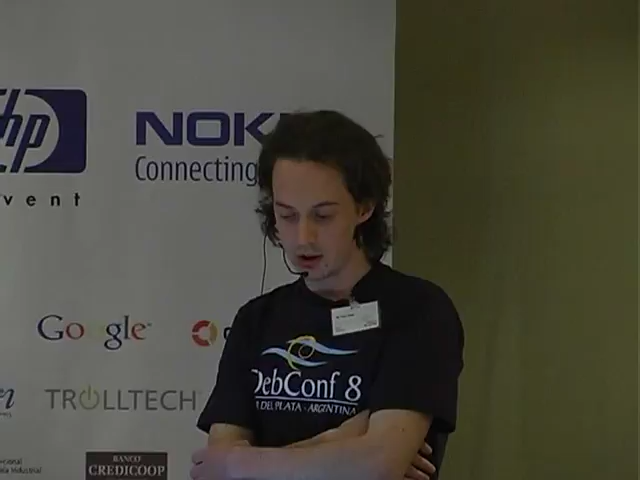 hp
vent
NOK
Connecting
Google
TROLLTECH
BANCO
CREDICOOP
DebConf 8
DEL PLATA - ARGENTINA